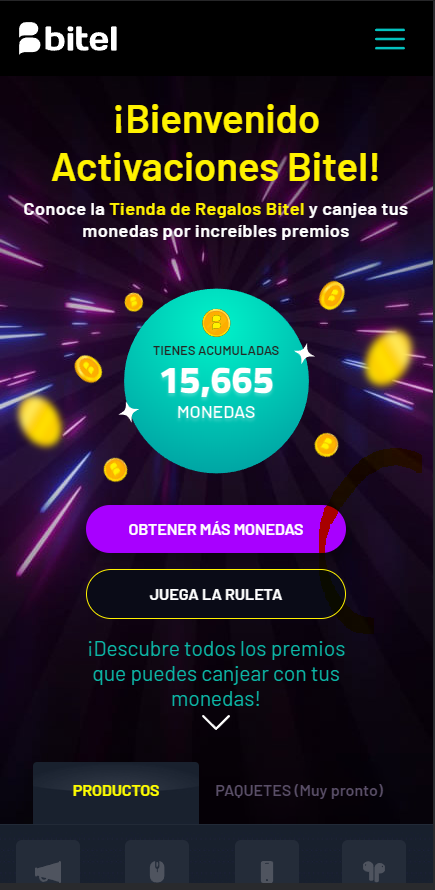 bitel
¡Bienvenido
Activaciones Bitel!
Conoce la Tienda de Regalos Bitel y canjea tus
monedas por increíbles premios
TIENES ACUMULADAS
15,665
MONEDAS
OBTENER MÁS MONEDAS
JUEGA LA RULETA
¡Descubre todos los premios
que puedes canjear con tus
monedas!
PRODUCTOS
PAQUETES (Muy pronto)